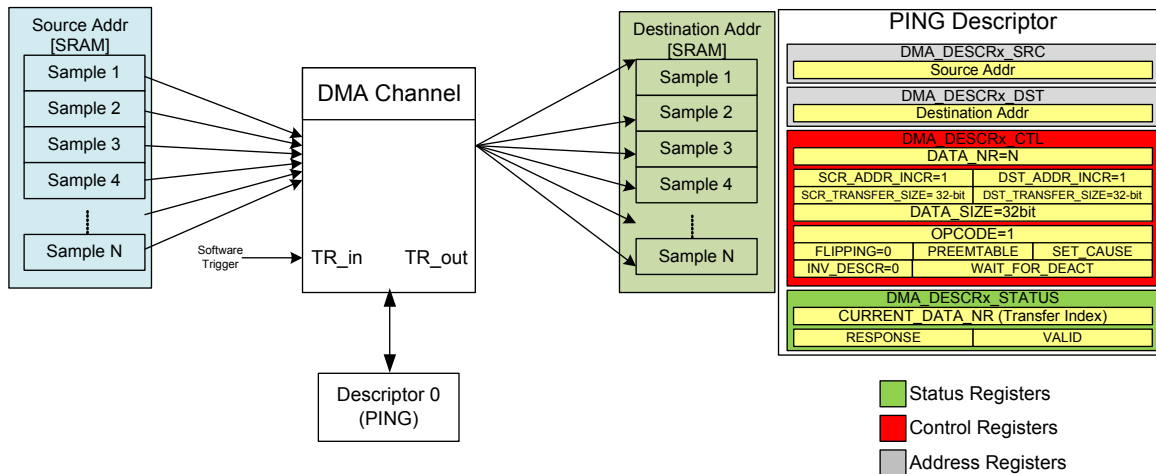 Source Addr
[SRAM]
Sample 1
Sample 2
Sample 3
Sample 4
Sample N
DMA Channel
Software
Trigger
TR_in
TR_out
Descriptor 0
(PING)
Destination Addr
[SRAM]
Sample 1
Sample 2
Sample 3
Sample 4
Sample N
PING Descriptor
DMA_DESCRx_SRC
Source Addr
DMA_DESCRx_DST
Destination Addr
DMA_DESCRx_CTL
DATA_NR=N
SCR_ADDR_INCR=1
DST_ADDR_INCR=1
SCR_TRANSFER_SIZE= 32-bit
DST_TRANSFER_SIZE=32-bit
DATA_SIZE=32bit
OPCODE=1
FLIPPING=0
PREEMTABLE
SET_CAUSE
INV_DESCR=0
WAIT_FOR_DEACT
DMA_DESCRx_STATUS
CURRENT_DATA_NR (Transfer Index)
RESPONSE
VALID
Status Registers
Control Registers
Address Registers